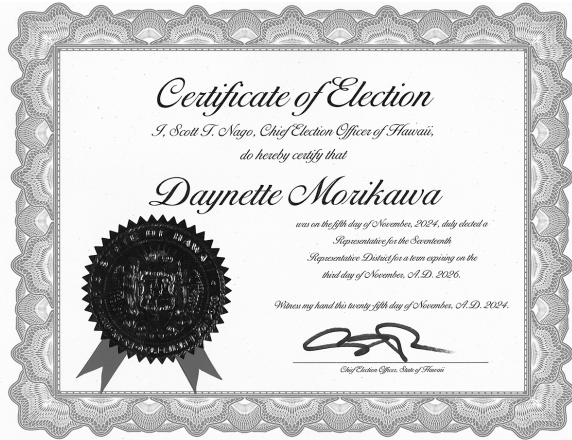 Certificate of Election
I, Scott T. Nago, Chief Election Officer of Hawaii,
do hereby certify that
Daynette Morikawa
was on the fifth day of November, 2024, duly elected a
Representative for the Seventeenth
Representative District for a term expiring on the
third day of November, A.D. 2026.
Witness my hand this twenty-fifth day of November, A.D. 2024.
Chief Election Officer, State of Hawaii